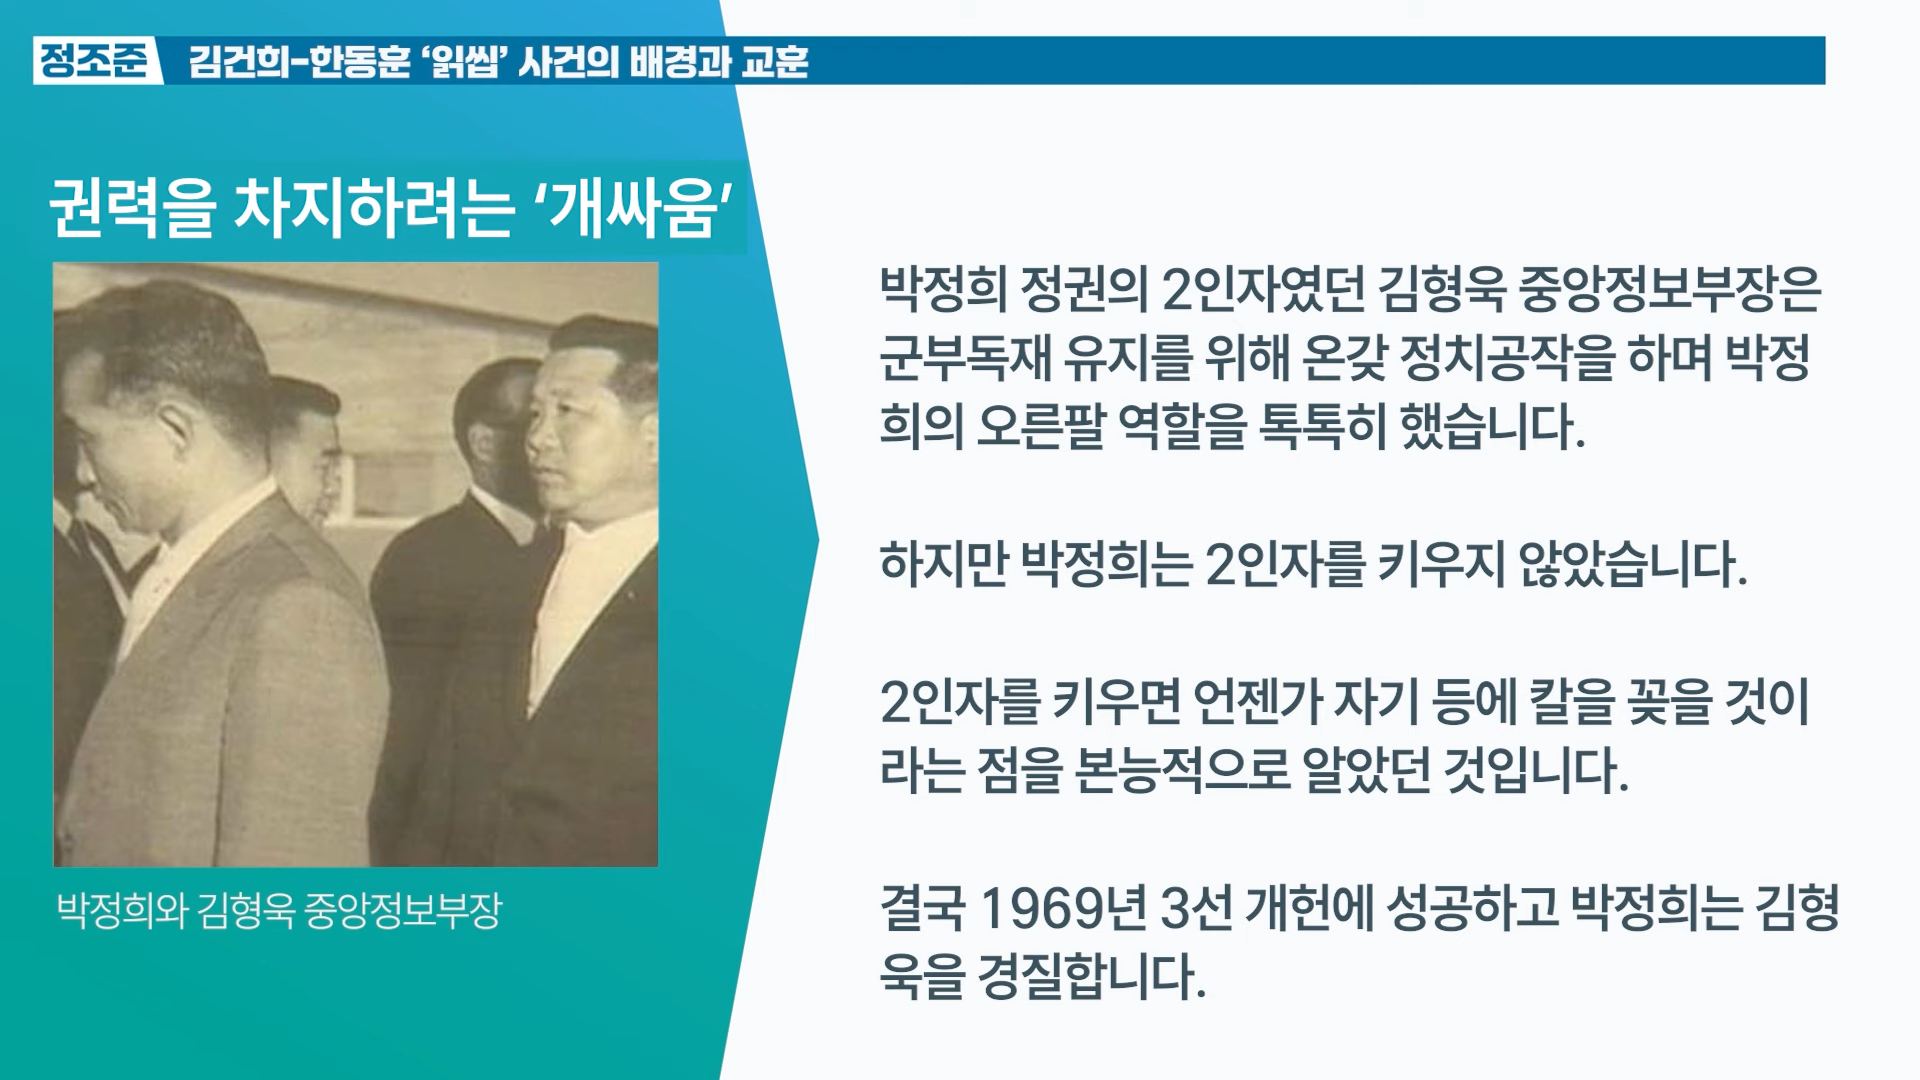 정조준
김건희-한동훈 ‘읽씹’ 사건의 배경과 교훈
권력을 차지하려는 ‘개싸움’
박정희와 김형욱 중앙정보부장
박정희 정권의 2인자였던 김형욱 중앙정보부장은
군부독재 유지를 위해 온갖 정치공작을 하며 박정
희의 오른팔 역할을 톡톡히 했습니다.
하지만 박정희는 2인자를 키우지 않았습니다.
2인자를 키우면 언젠가 자기 등에 칼을 꽂을 것이
라는 점을 본능적으로 알았던 것입니다.
결국 1969년 3선 개헌에 성공하고 박정희는 김형
욱을 경질합니다.